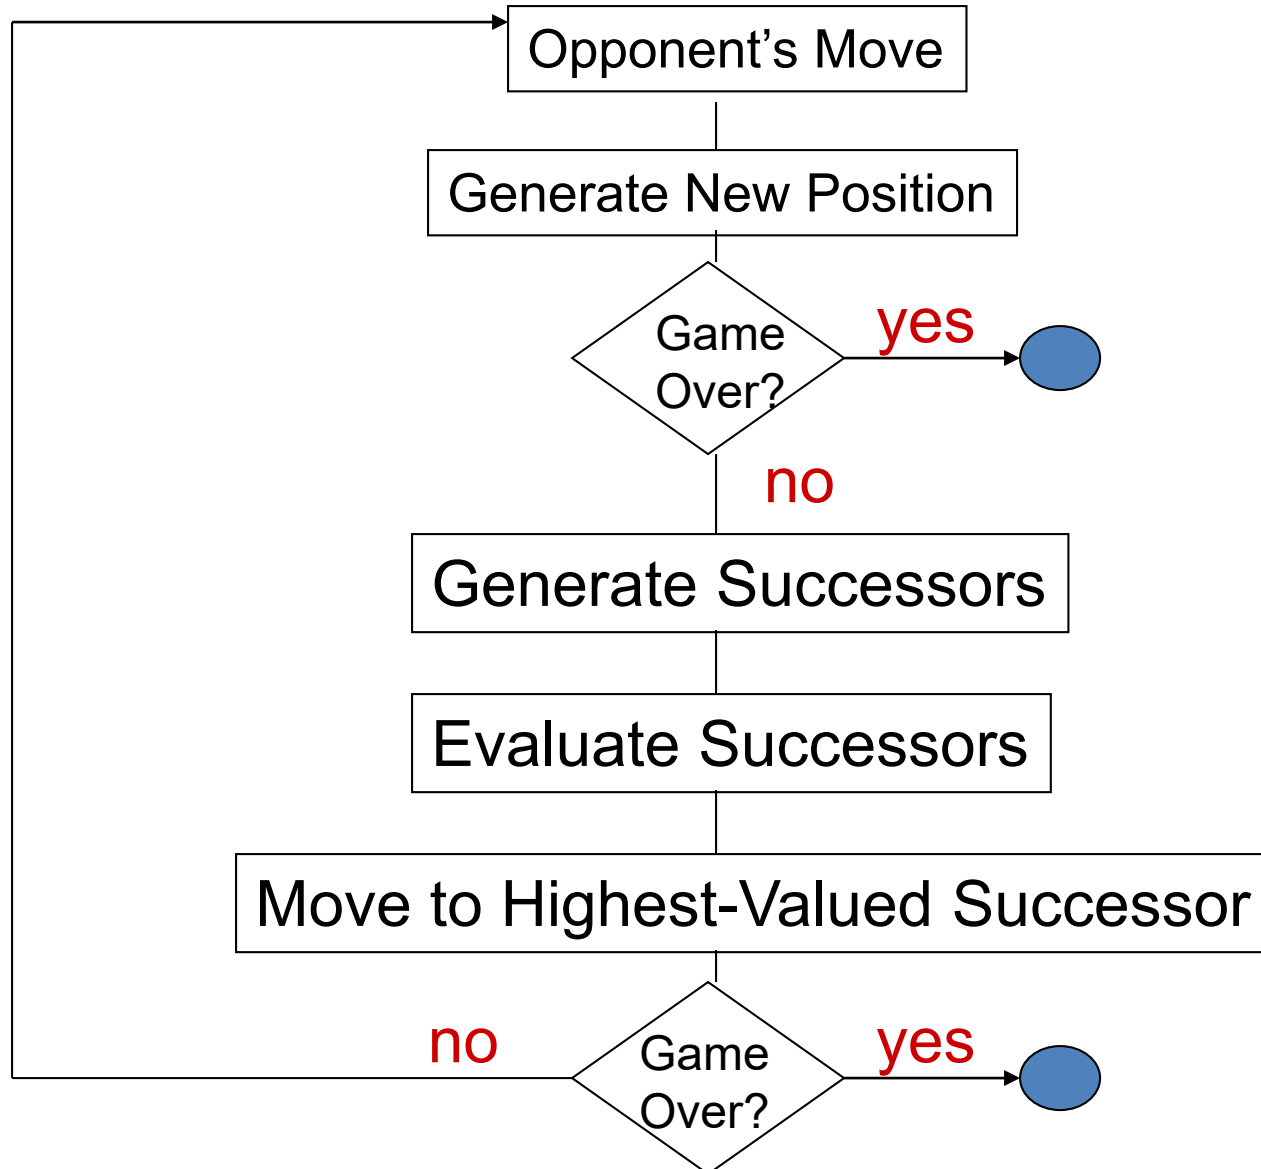 Opponent’s Move
Generate New Position
Game
Over?
yes
no
Generate Successors
Evaluate Successors
Move to Highest-Valued Successor
no
Game
Over?
yes